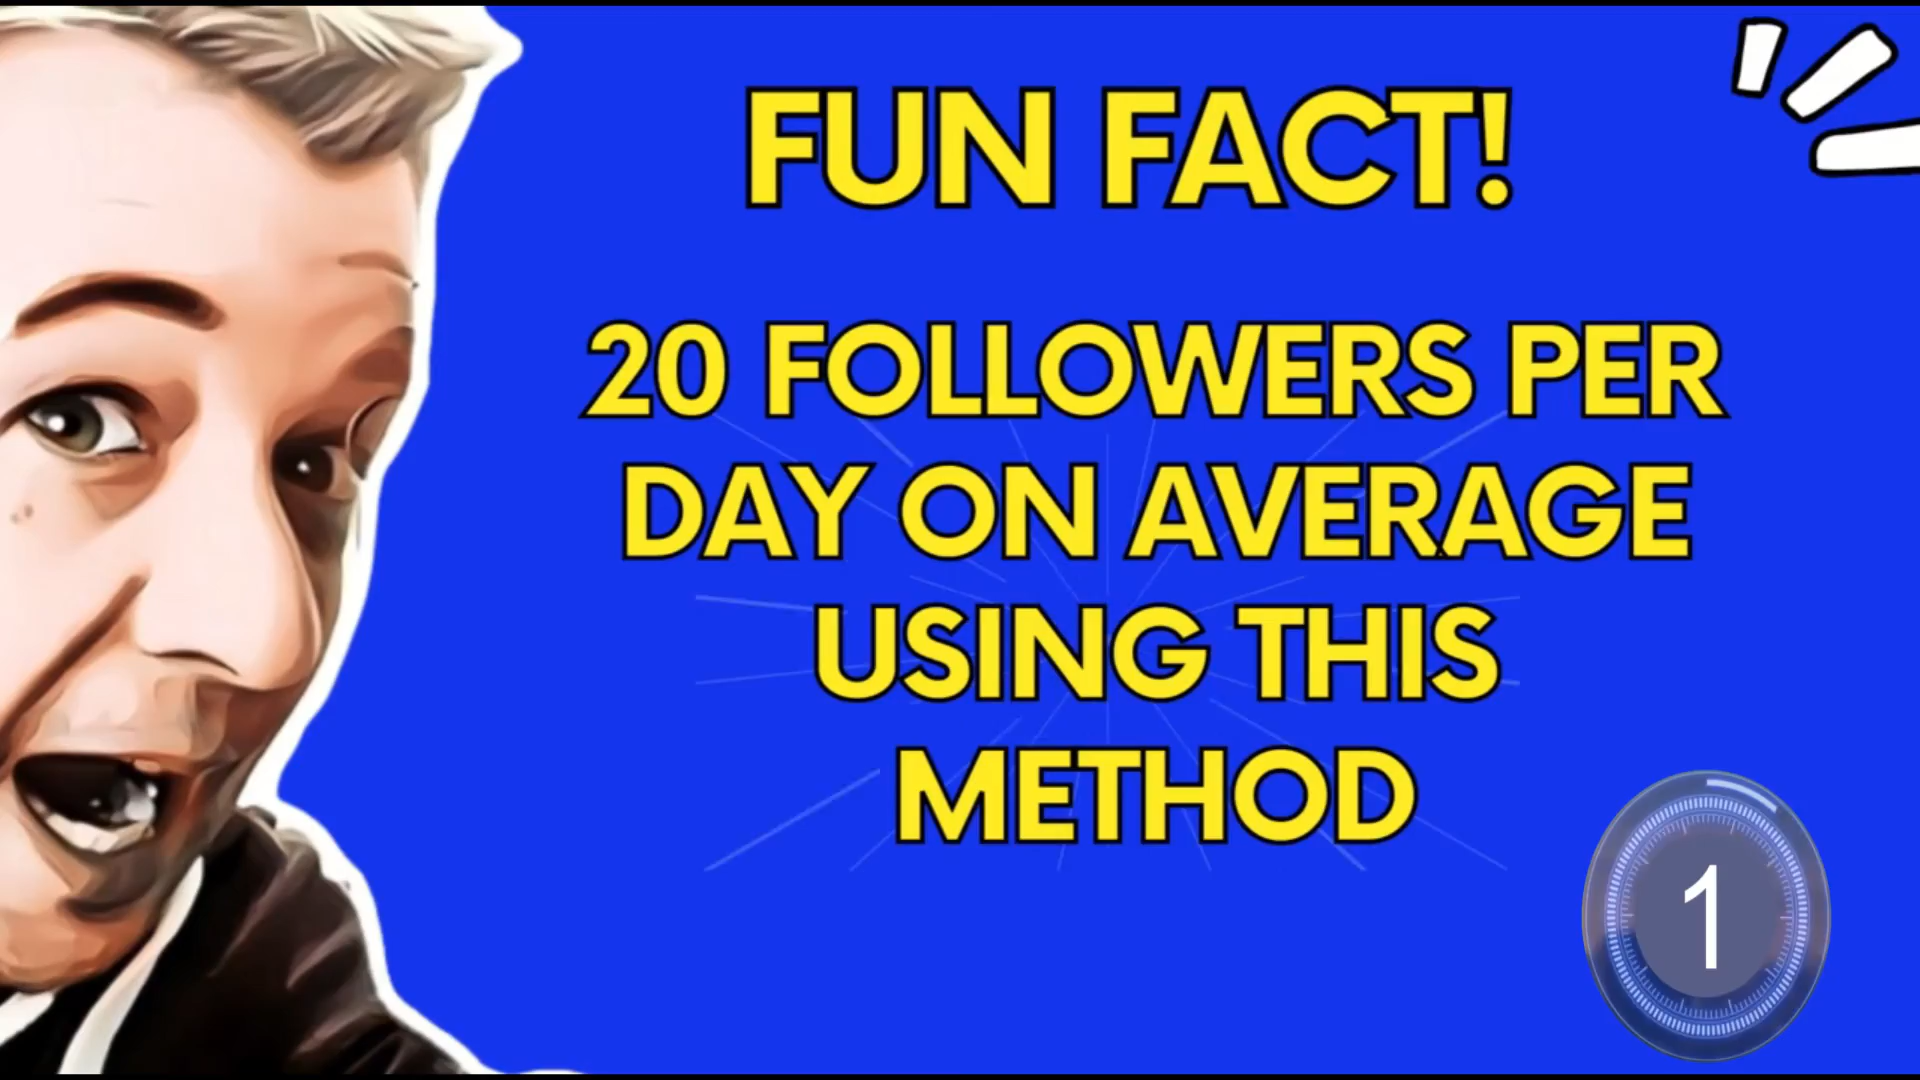 FUN FACT!
20 FOLLOWERS PER
DAY ON AVERAGE
USING THIS
METHOD
1